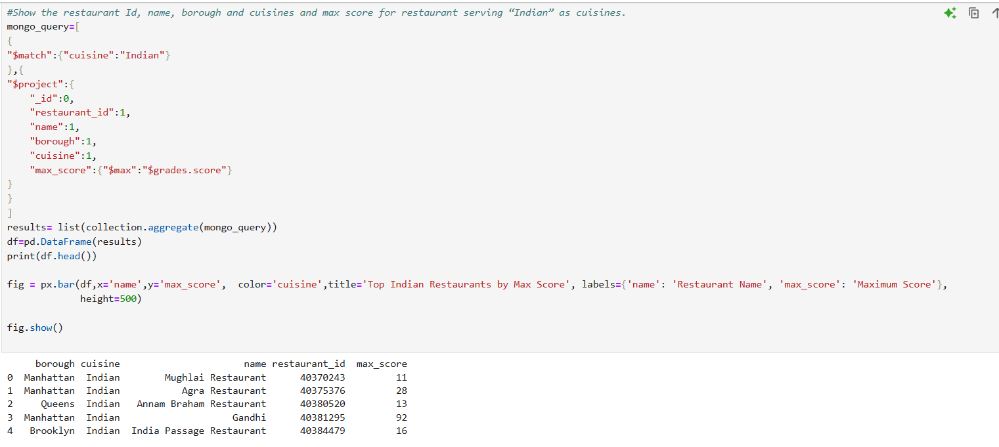 #Show the restaurant Id, name, borough and cuisines and max score for restaurant serving “Indian” as cuisines.
mongo_query=[
{
"$match":{"cuisine":"Indian"}
},{
"$project":{
    "_id":0,
    "restaurant_id":1,
    "name":1,
    "borough":1,
    "cuisine":1,
    "max_score":{"$max":"$grades.score"}
}
}
]
results= list(collection.aggregate(mongo_query))
df=pd.DataFrame(results)
print(df.head())

fig = px.bar(df,x='name',y='max_score',  color='cuisine',title='Top Indian Restaurants by Max Score', labels={'name': 'Restaurant Name', 'max_score': 'Maximum Score'},
             height=500)

fig.show()

     borough cuisine                      name restaurant_id  max_score
0  Manhattan  Indian        Mughlai Restaurant      40370243         11
1  Manhattan  Indian           Agra Restaurant      40375376         28
2     Queens  Indian   Annam Braham Restaurant      40380520         13
3  Manhattan  Indian                    Gandhi      40381295         92
4   Brooklyn  Indian  India Passage Restaurant      40384479         16